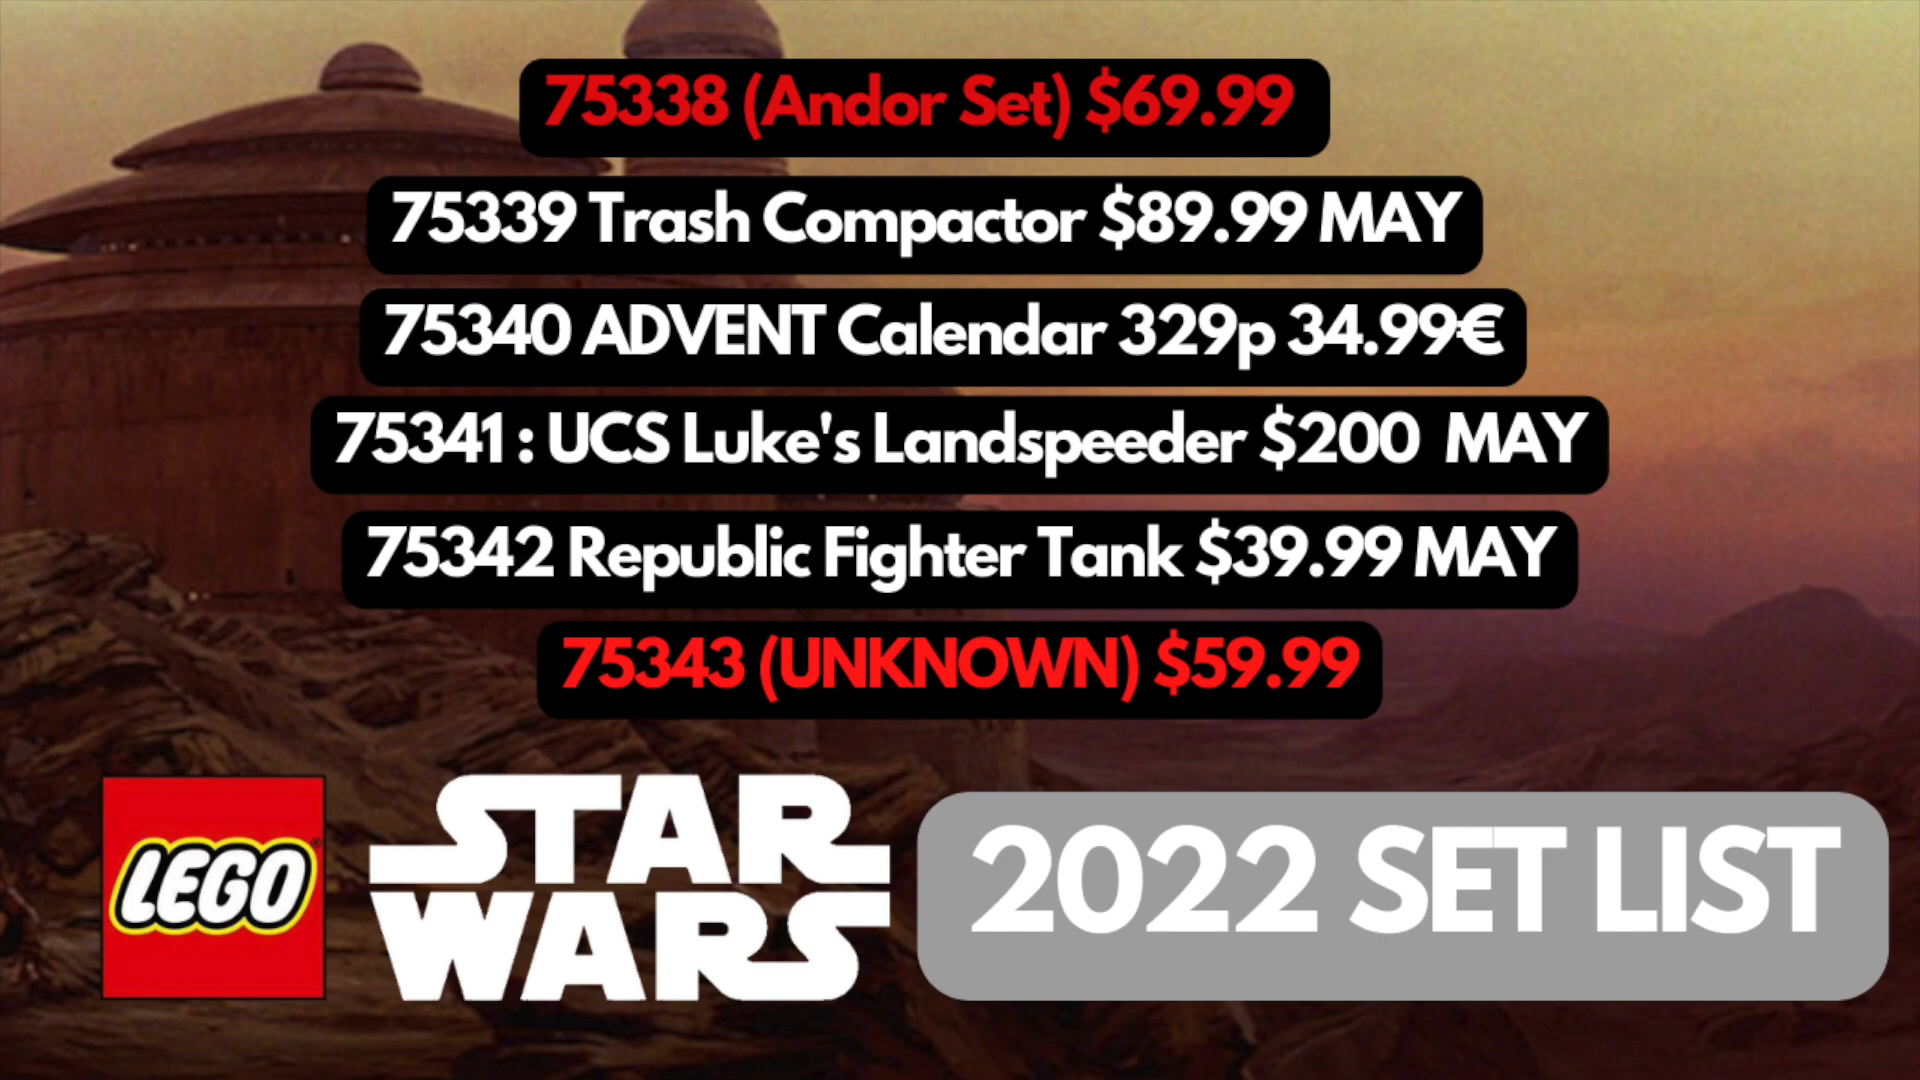 75338 (Andor Set) $69.99
75339 Trash Compactor $89.99 MAY
75340 ADVENT Calendar 329p 34.99€
75341 : UCS Luke's Landspeeder $200 MAY
75342 Republic Fighter Tank $39.99 MAY
75343 (UNKNOWN) $59.99
LEGO
STAR
WARS
2022 SET LIST